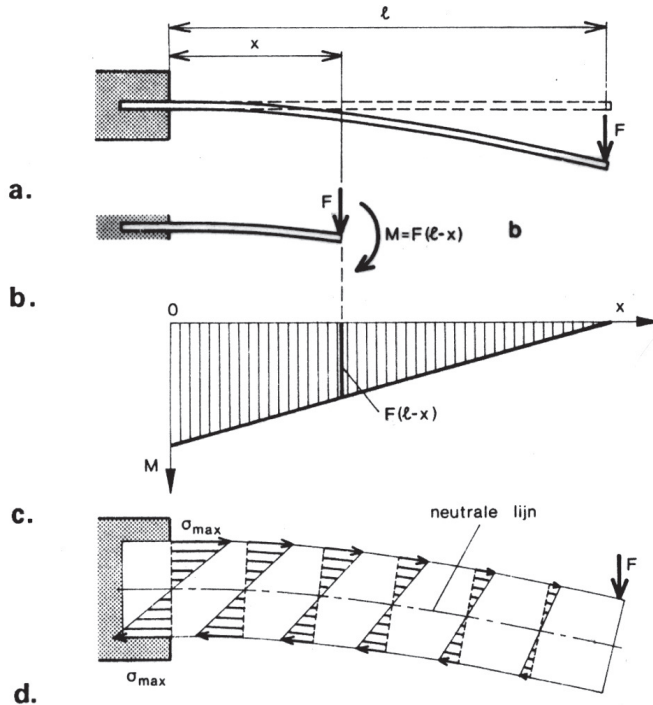 ℓ
x
F
a.
F
M=F(ℓ-x)
b
b.
0
x
F(ℓ-x)
M
c.
neutrale lijn
σmax
F
σmax
d.